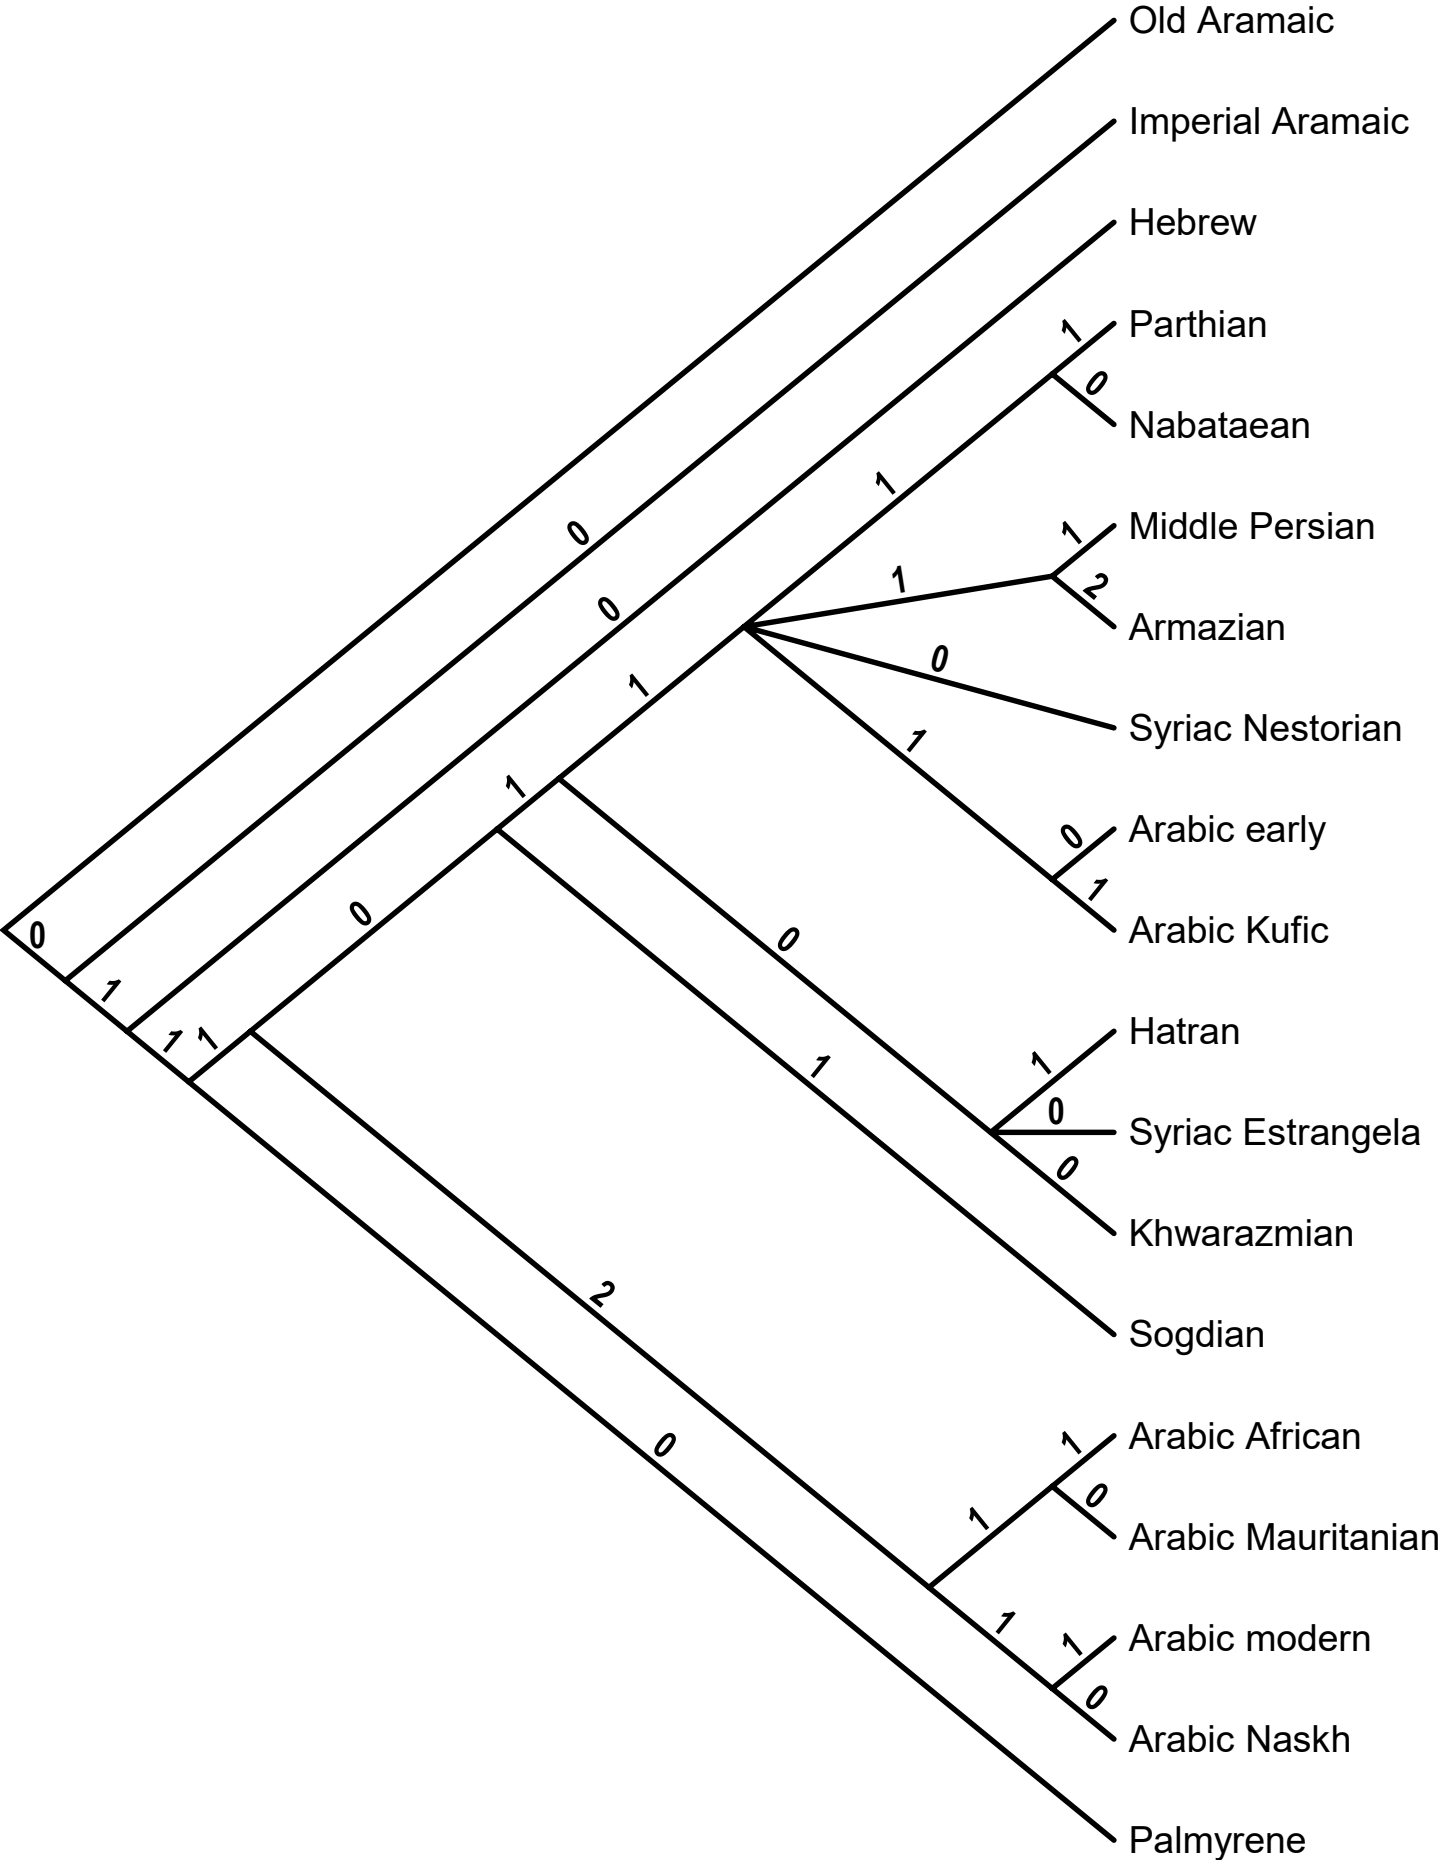 Old Aramaic
Imperial Aramaic
Hebrew
1 Parthian
0 Nabataean
1
1 Middle Persian
0
1
2 Armazian
0
1
0
Syriac Nestorian
1
1
0 Arabic early
1 Arabic Kufic
0
0
0
1
1
1
1 Hatran
0 Syriac Estrangela
0 Khwarazmian
1
Sogdian
2
1 Arabic African
0
0 Arabic Mauritanian
1
1
1 Arabic modern
0 Arabic Naskh
Palmyrene